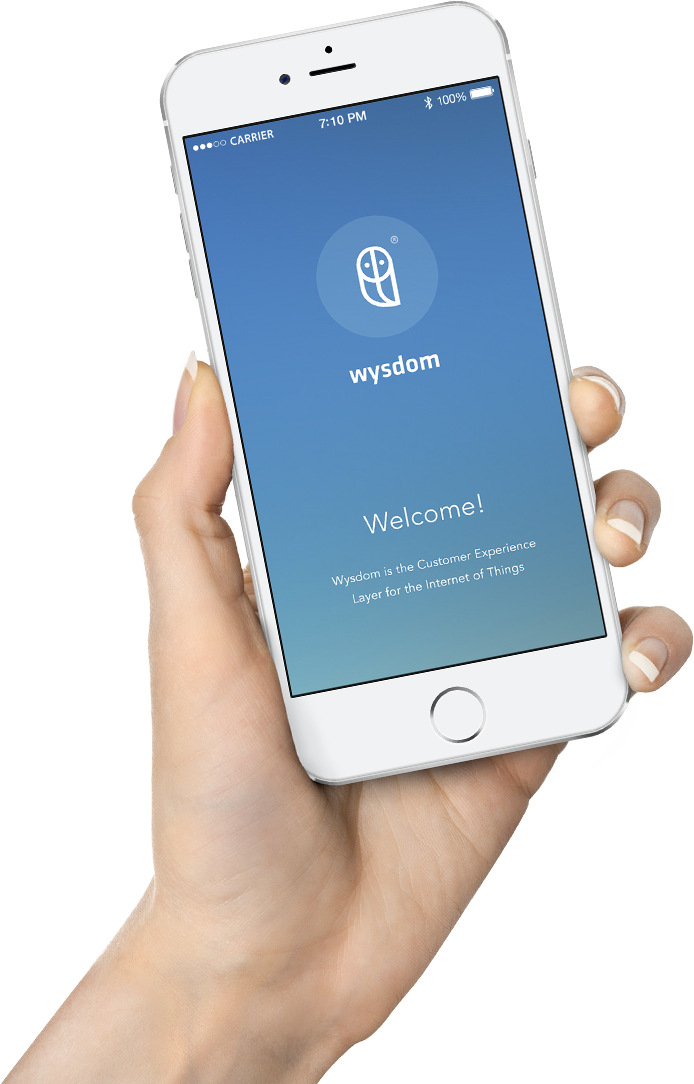 CARRIER 7:10 PM 100%
®
wysdom
Welcome!
Wysdom is the Customer Experience
Layer for the Internet of Things